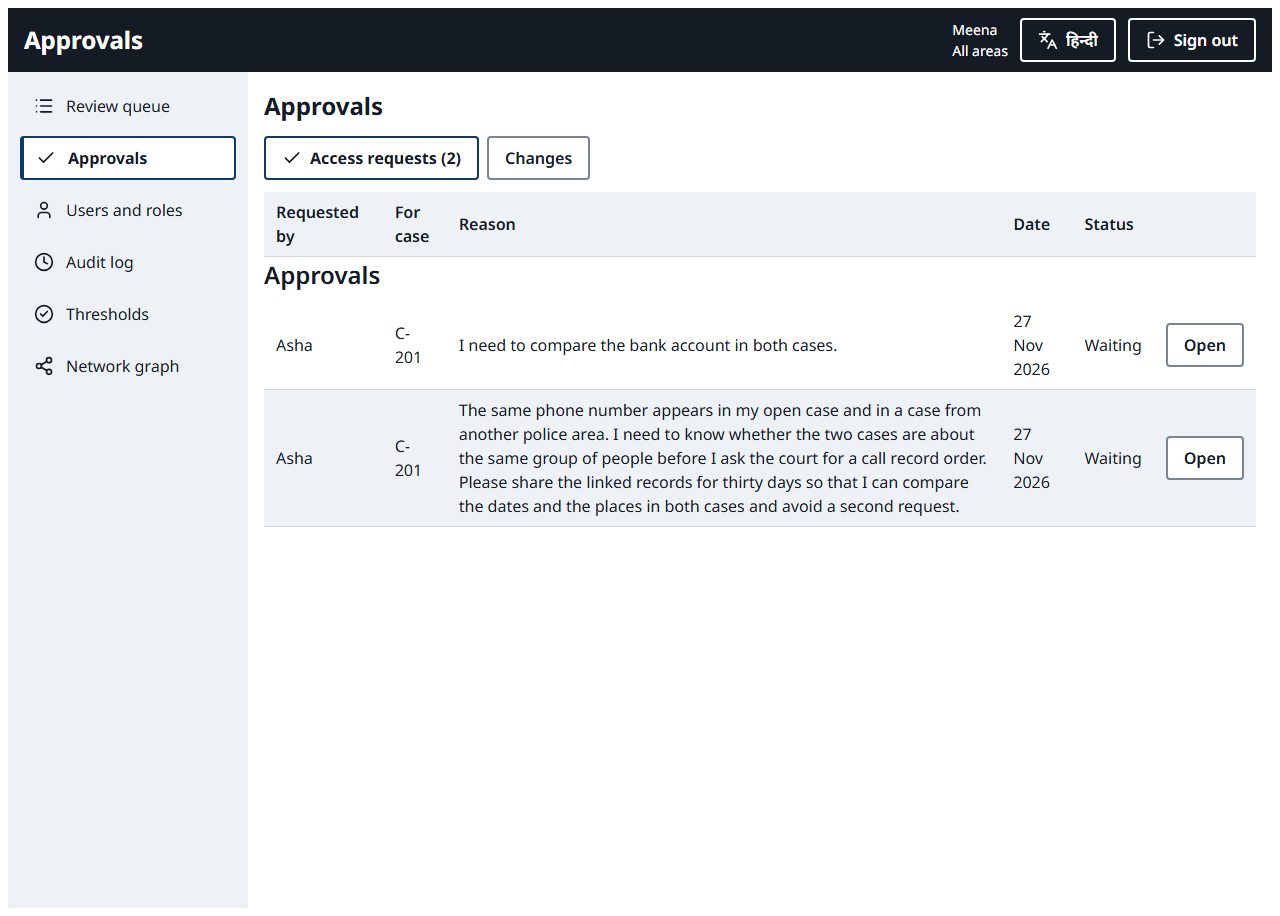 Approvals
Meena
All areas
हिन्दी
Sign out
Review queue
Approvals
Users and roles
Audit log
Thresholds
Network graph
Approvals
Access requests (2)
Changes
Requested by
For case
Reason
Date
Status
Approvals
Asha
C-
201
I need to compare the bank account in both cases.
27
Nov
2026
Waiting
Open
Asha
C-
201
The same phone number appears in my open case and in a case from
another police area. I need to know whether the two cases are about
the same group of people before I ask the court for a call record order.
Please share the linked records for thirty days so that I can compare
the dates and the places in both cases and avoid a second request.
27
Nov
2026
Waiting
Open